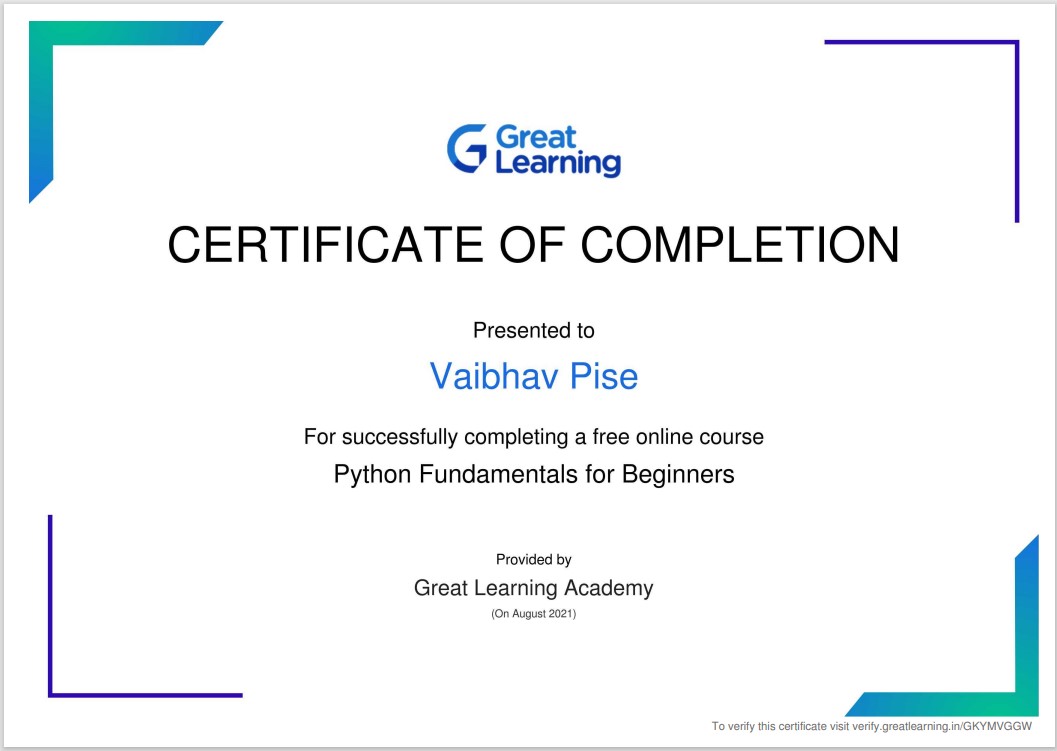 Great
Learning
CERTIFICATE OF COMPLETION
Presented to
Vaibhav Pise
For successfully completing a free online course
Python Fundamentals for Beginners
Provided by
Great Learning Academy
(On August 2021)
To verify this certificate visit verify.greatlearning.in/GKYMVGGW